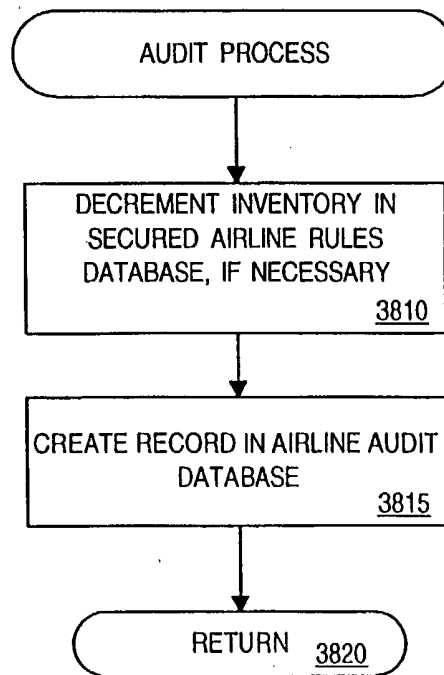 AUDIT PROCESS
DECREMENT INVENTORY IN
SECURED AIRLINE RULES
DATABASE, IF NECESSARY
3810
CREATE RECORD IN AIRLINE AUDIT
DATABASE
3815
RETURN 3820